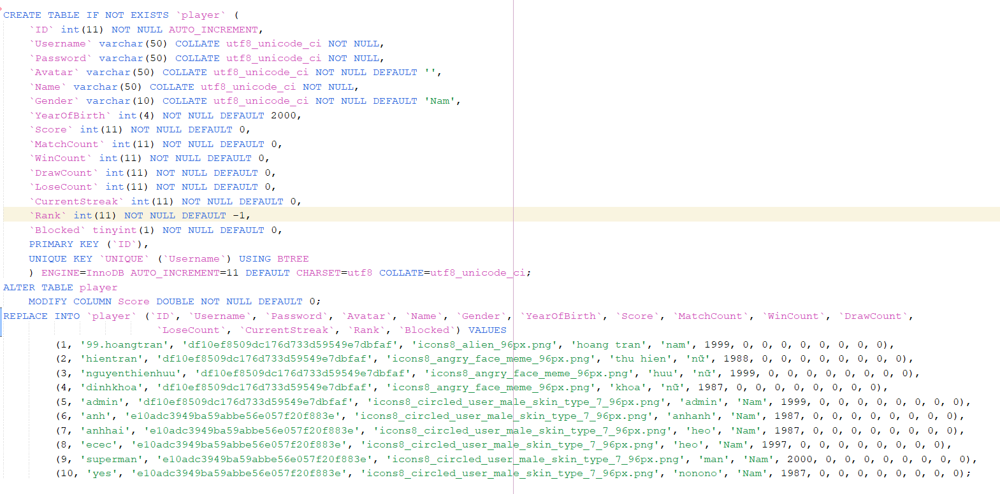 CREATE TABLE IF NOT EXISTS `player` (
`ID` int(11) NOT NULL AUTO_INCREMENT,
`Username` varchar(50) COLLATE utf8_unicode_ci NOT NULL,
`Password` varchar(50) COLLATE utf8_unicode_ci NOT NULL,
`Avatar` varchar(50) COLLATE utf8_unicode_ci NOT NULL DEFAULT '',
`Name` varchar(50) COLLATE utf8_unicode_ci NOT NULL,
`Gender` varchar(10) COLLATE utf8_unicode_ci NOT NULL DEFAULT 'Nam',
`YearOfBirth` int(4) NOT NULL DEFAULT 2000,
`Score` int(11) NOT NULL DEFAULT 0,
`MatchCount` int(11) NOT NULL DEFAULT 0,
`WinCount` int(11) NOT NULL DEFAULT 0,
`DrawCount` int(11) NOT NULL DEFAULT 0,
`LoseCount` int(11) NOT NULL DEFAULT 0,
`CurrentStreak` int(11) NOT NULL DEFAULT 0,
`Rank` int(11) NOT NULL DEFAULT -1,
`Blocked` tinyint(1) NOT NULL DEFAULT 0,
PRIMARY KEY (`ID`),
UNIQUE KEY `UNIQUE` (`Username`) USING BTREE
) ENGINE=InnoDB AUTO_INCREMENT=11 DEFAULT CHARSET=utf8 COLLATE=utf8_unicode_ci;
ALTER TABLE player
MODIFY COLUMN Score DOUBLE NOT NULL DEFAULT 0;
REPLACE INTO `player` (`ID`, `Username`, `Password`, `Avatar`, `Name`, `Gender`, `YearOfBirth`, `Score`, `MatchCount`, `WinCount`, `DrawCount`,
`LoseCount`, `CurrentStreak`, `Rank`, `Blocked`) VALUES
(1, '99.hoangtran', 'df10ef8509dc176d733d59549e7dbfaf', 'icons8_alien_96px.png', 'hoang tran', 'nam', 1999, 0, 0, 0, 0, 0, 0, 0, 0),
(2, 'hientran', 'df10ef8509dc176d733d59549e7dbfaf', 'icons8_angry_face_meme_96px.png', 'thu hien', 'nữ', 1988, 0, 0, 0, 0, 0, 0, 0, 0),
(3, 'nguyenthienhuu', 'df10ef8509dc176d733d59549e7dbfaf', 'icons8_angry_face_meme_96px.png', 'huu', 'nữ', 1999, 0, 0, 0, 0, 0, 0, 0, 0),
(4, 'dinhkhoa', 'df10ef8509dc176d733d59549e7dbfaf', 'icons8_angry_face_meme_96px.png', 'khoa', 'nữ', 1987, 0, 0, 0, 0, 0, 0, 0, 0),
(5, 'admin', 'df10ef8509dc176d733d59549e7dbfaf', 'icons8_circled_user_male_skin_type_7_96px.png', 'admin', 'Nam', 1999, 0, 0, 0, 0, 0, 0, 0, 0),
(6, 'anh', 'e10adc3949ba59abbe56e057f20f883e', 'icons8_circled_user_male_skin_type_7_96px.png', 'anhanh', 'Nam', 1987, 0, 0, 0, 0, 0, 0, 0, 0),
(7, 'anhhai', 'e10adc3949ba59abbe56e057f20f883e', 'icons8_circled_user_male_skin_type_7_96px.png', 'heo', 'Nam', 1987, 0, 0, 0, 0, 0, 0, 0, 0),
(8, 'ecec', 'e10adc3949ba59abbe56e057f20f883e', 'icons8_circled_user_male_skin_type_7_96px.png', 'heo', 'Nam', 1997, 0, 0, 0, 0, 0, 0, 0, 0),
(9, 'superman', 'e10adc3949ba59abbe56e057f20f883e', 'icons8_circled_user_male_skin_type_7_96px.png', 'man', 'Nam', 2000, 0, 0, 0, 0, 0, 0, 0, 0),
(10, 'yes', 'e10adc3949ba59abbe56e057f20f883e', 'icons8_circled_user_male_skin_type_7_96px.png', 'nonono', 'Nam', 1987, 0, 0, 0, 0, 0, 0, 0, 0);